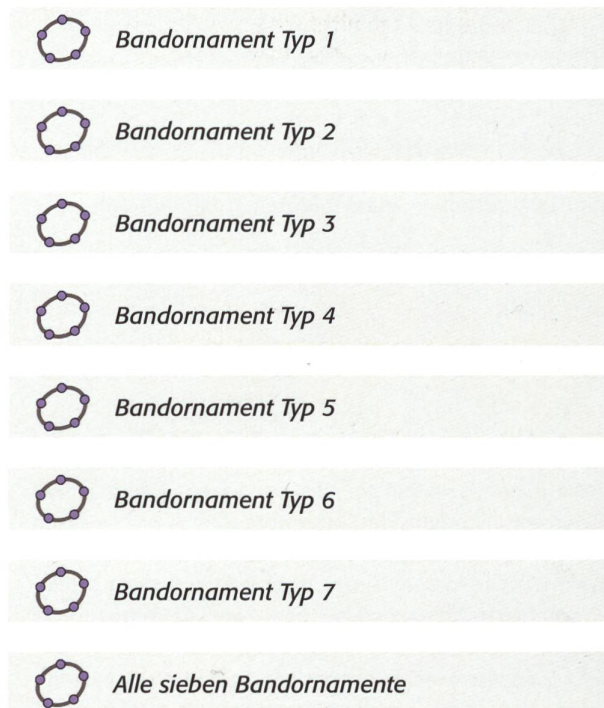 Bandornament Typ 1
Bandornament Typ 2
Bandornament Typ 3
Bandornament Typ 4
Bandornament Typ 5
Bandornament Typ 6
Bandornament Typ 7
Alle sieben Bandornamente